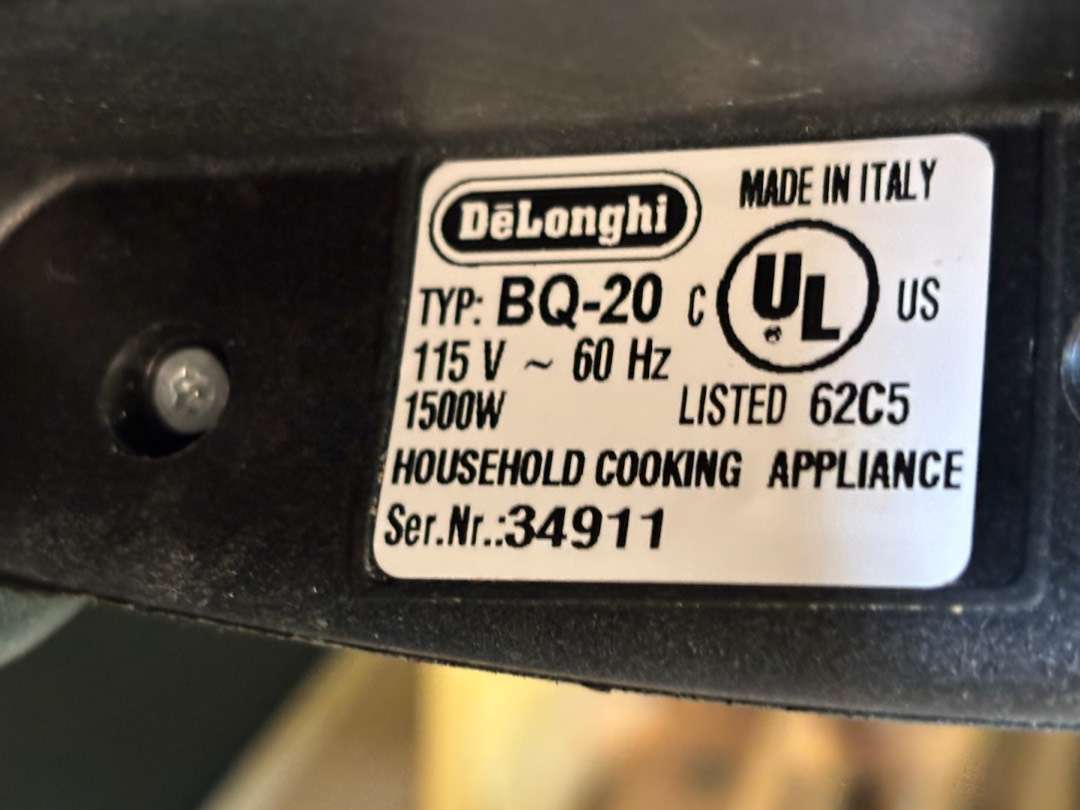 DēLonghi MADE IN ITALY
TYP: BQ-20 C UL US
115 V ~ 60 Hz
1500W LISTED 62C5
HOUSEHOLD COOKING APPLIANCE
Ser.Nr.:34911